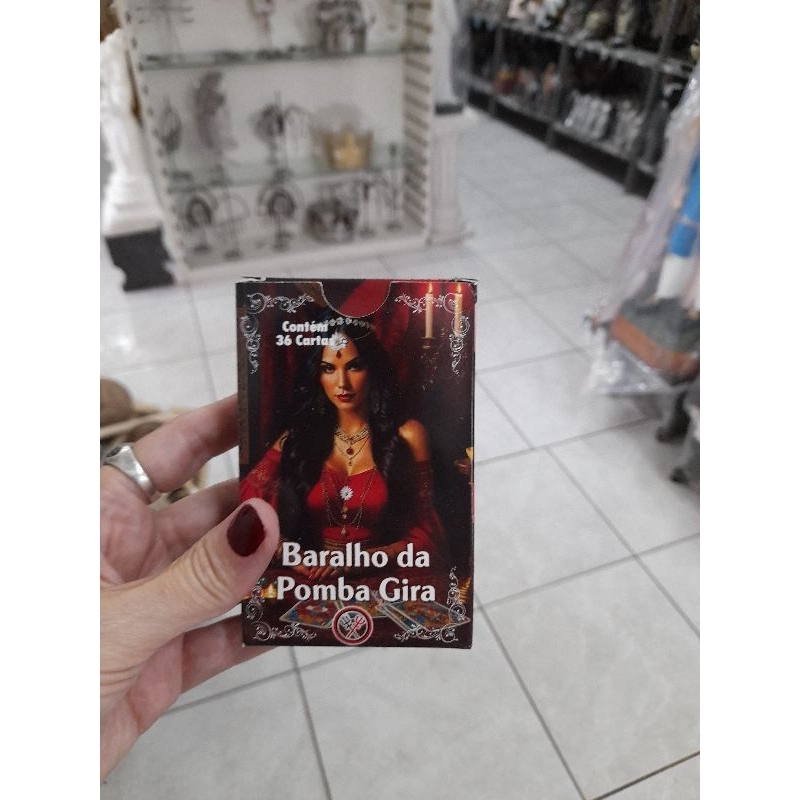 Contém
36 Cartas
Baralho da
Pomba Gira